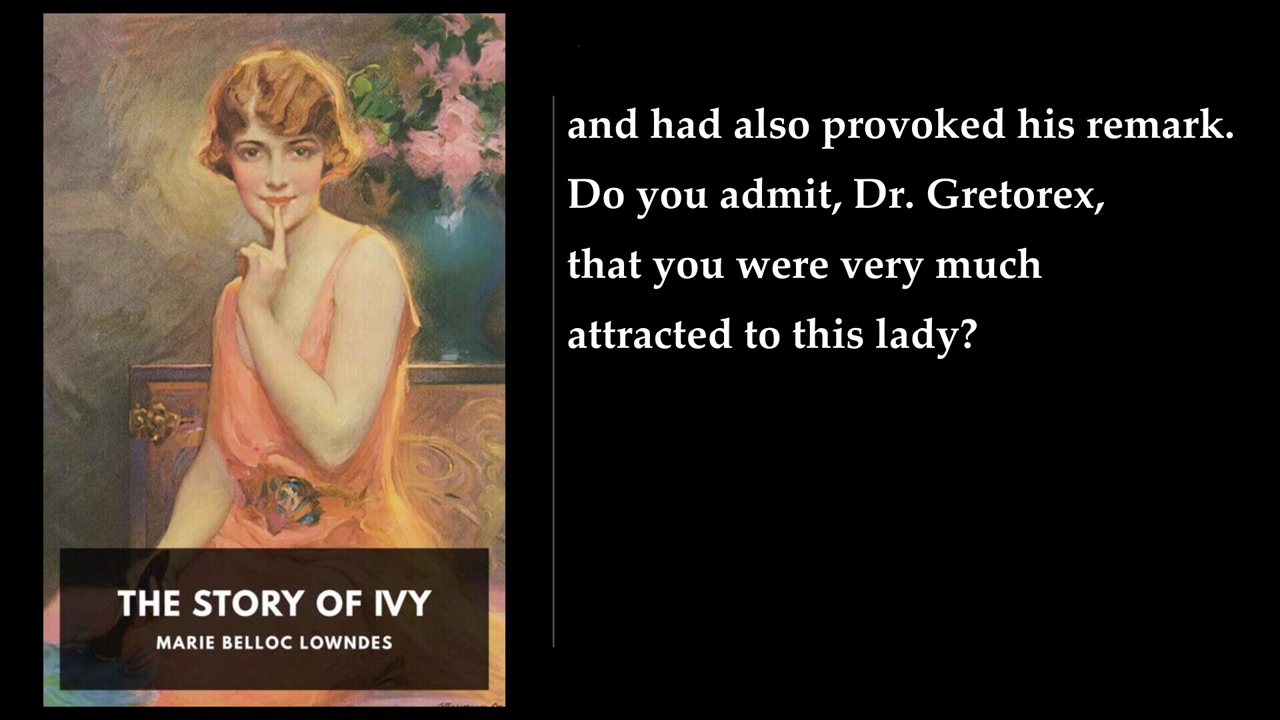 THE STORY OF IVY
MARIE BELLOC LOWNDES
and had also provoked his remark.
Do you admit, Dr. Gretorex,
that you were very much
attracted to this lady?